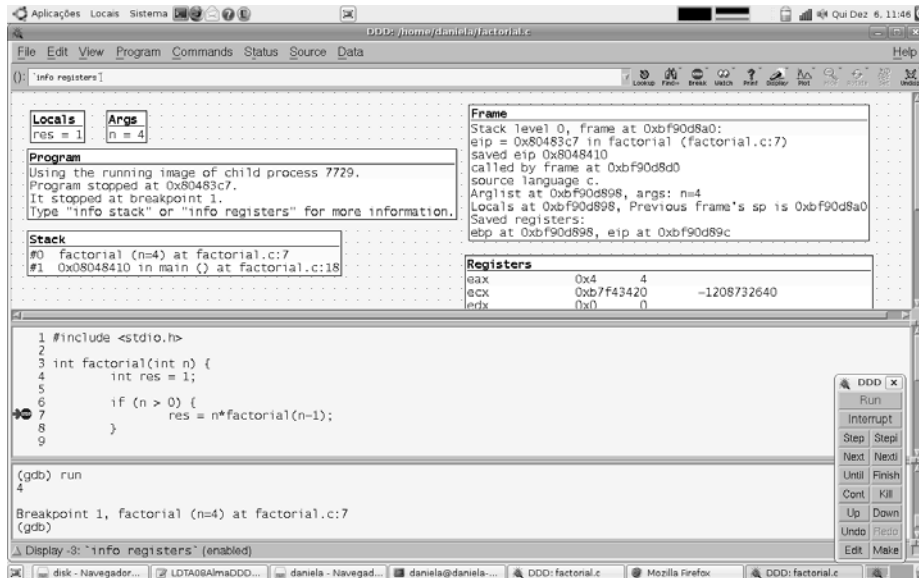 Aplicações Locais Sistema
Qui Dez 6, 11:46
DDD: /home/daniela/factorial.c
File Edit View Program Commands Status Source Data Help
(): `info registers`
Lookup Find» Break Watch Print Display Plot Undisp
Locals
res = 1
Args
n = 4
Program
Using the running image of child process 7729.
Program stopped at 0x80483c7.
It stopped at breakpoint 1.
Type "info stack" or "info registers" for more information.
Stack
#0 factorial (n=4) at factorial.c:7
#1 0x08048410 in main () at factorial.c:18
Frame
Stack level 0, frame at 0xbf90d8a0:
eip = 0x80483c7 in factorial (factorial.c:7)
saved eip 0x8048410
called by frame at 0xbf90d8d0
source language c.
Arglist at 0xbf90d898, args: n=4
Locals at 0xbf90d898, Previous frame's sp is 0xbf90d8a0
Saved registers:
ebp at 0xbf90d898, eip at 0xbf90d89c
Registers
eax 0x4 4
ecx 0xb7f43420 -1208732640
edx 0x0 0
1 #include <stdio.h>
2
3 int factorial(int n) {
4 int res = 1;
5
6 if (n > 0) {
7 res = n*factorial(n-1);
8 }
9
(gdb) run
4
Breakpoint 1, factorial (n=4) at factorial.c:7
(gdb)
DDD
Run
Interrupt
Step Stepi
Next Nexti
Until Finish
Cont Kill
Up Down
Undo Redo
Edit Make
Display -3: `info registers` (enabled)
disk - Navegador... LDTA08AlmaDDD... daniela - Navegad... daniela@daniela-... DDD: factorial.c Mozilla Firefox DDD: factorial.c